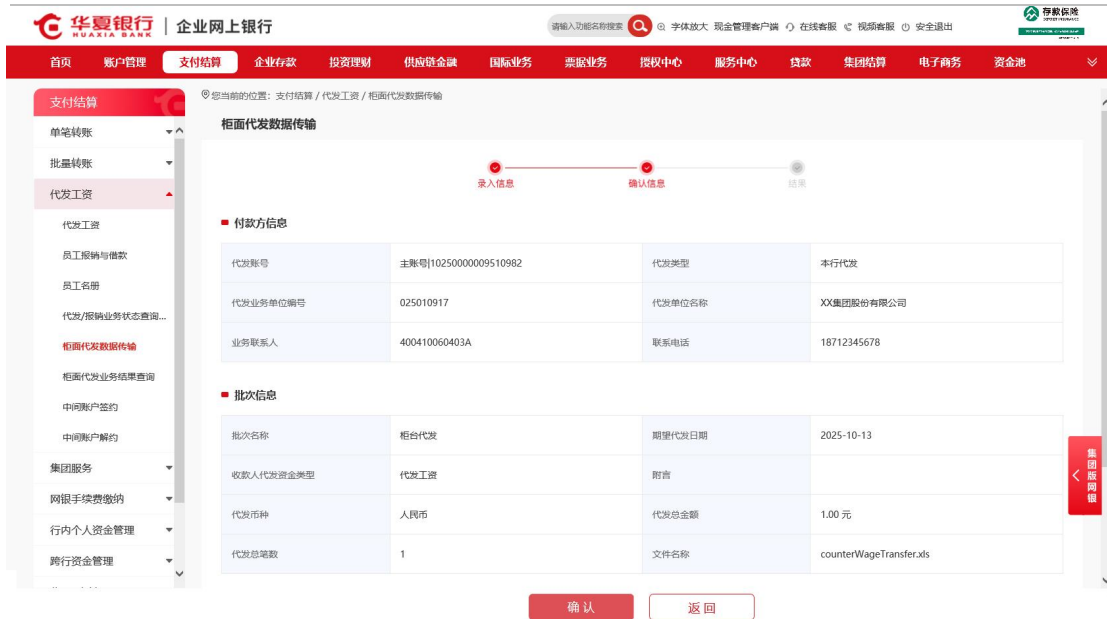 华夏银行 | 企业网上银行
HUAXIA BANK
请输入功能名称搜索 字体放大 现金管理客户端 在线客服 视频客服 安全退出
存款保险
首页 账户管理 支付结算 企业存款 投资理财 供应链金融 国际业务 票据业务 授权中心 服务中心 贷款 集团结算 电子商务 资金池
支付结算
单笔转账
批量转账
代发工资
代发工资
员工报销与借款
员工名册
代发/报销业务状态查询...
柜面代发数据传输
柜面代发业务结果查询
中间账户签约
中间账户解约
集团服务
网银手续费缴纳
行内个人资金管理
跨行资金管理
您当前的位置：支付结算 / 代发工资 / 柜面代发数据传输
柜面代发数据传输
录入信息 确认信息 结果
付款方信息
代发账号 主账号|10250000009510982 代发类型 本行代发
代发业务单位编号 025010917 代发单位名称 XX集团股份有限公司
业务联系人 400410060403A 联系电话 18712345678
批次信息
批次名称 柜台代发 期望代发日期 2025-10-13
收款人代发资金类型 代发工资 附言
代发币种 人民币 代发总金额 1.00 元
代发总笔数 1 文件名称 counterWageTransfer.xls
确认 返回
集团版网银